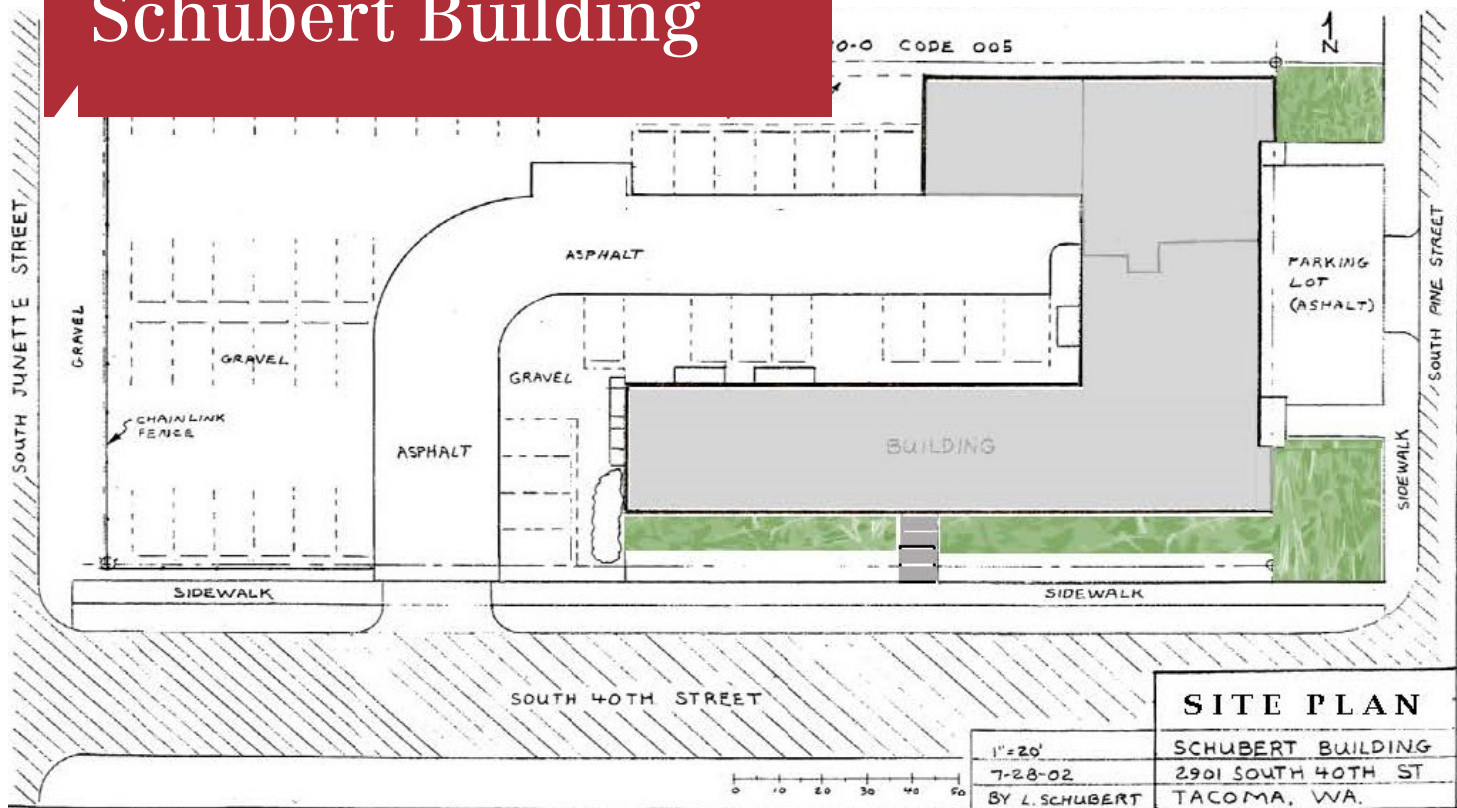 Schubert Building
0-0 CODE 005
N
SOUTH JUNETTE STREET
GRAVEL
ASPHALT
PARKING
LOT
(ASHALT)
SOUTH PINE STREET
GRAVEL
GRAVEL
CHAINLINK
FENCE
ASPHALT
BUILDING
SIDEWALK
SIDEWALK
SIDEWALK
SOUTH 40TH STREET
SITE PLAN
1"=20'
SCHUBERT BUILDING
7-28-02
2901 SOUTH 40TH ST
BY L. SCHUBERT
TACOMA, WA.
0 10 20 30 40 50